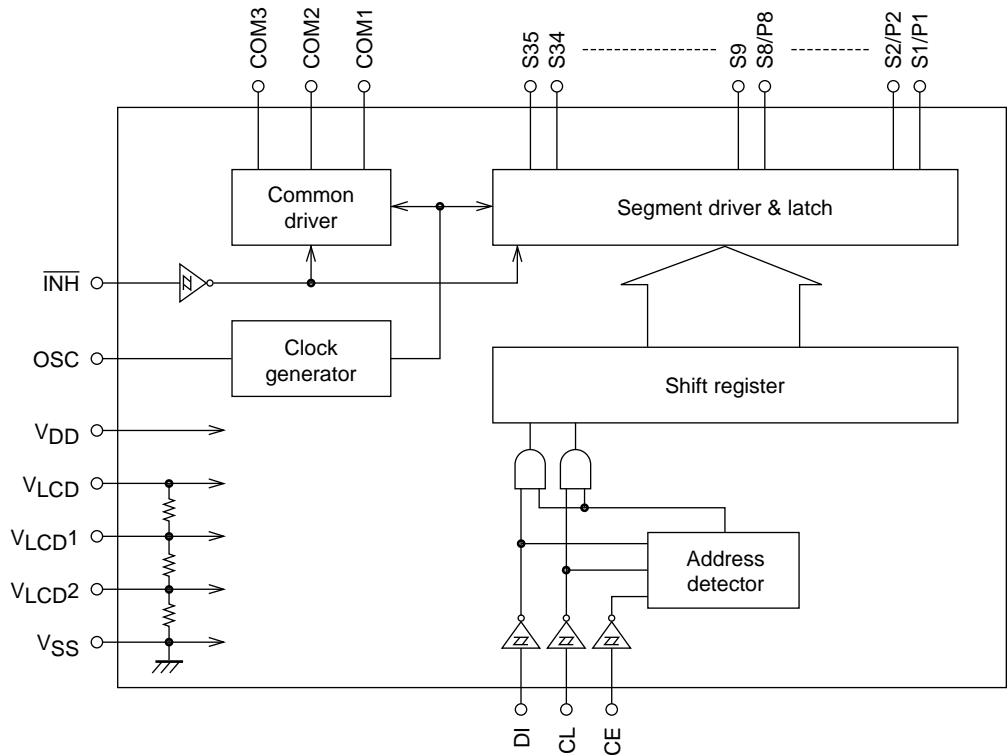 COM3
COM2
COM1
S35
S34
S9
S8/P8
S2/P2
S1/P1
Common
driver
Segment driver & latch
INH
OSC
Clock
generator
Shift register
VDD
VLCD
VLCD1
VLCD2
VSS
Address
detector
DI
CL
CE